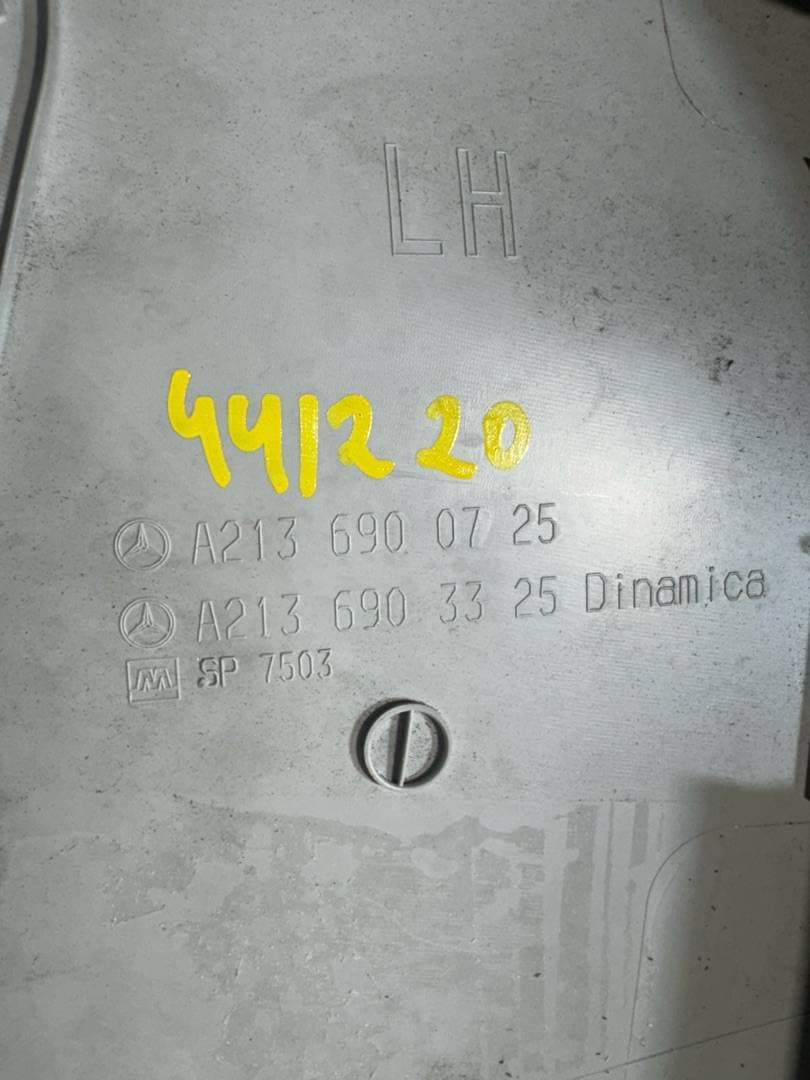 LH
441220
A213 690 07 25
A213 690 33 25 Dinamica
SP 7503